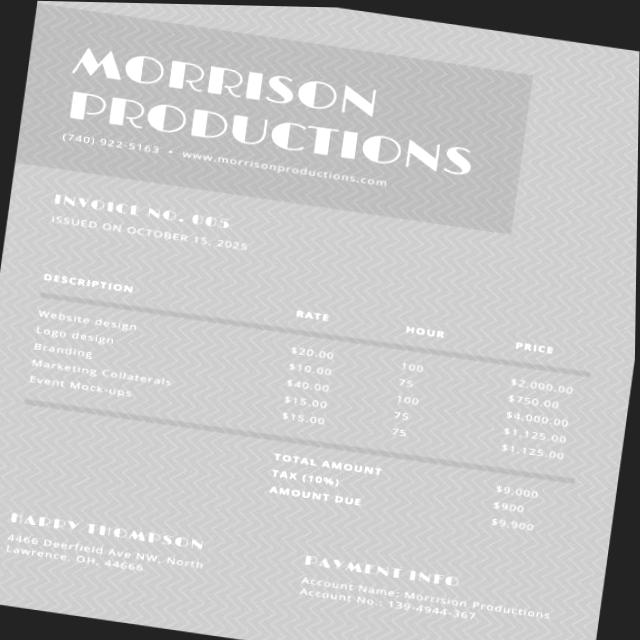 MORRISON
PRODUCTIONS
(740) 922-5163 • www.morrisonproductions.com
INVOICE NO. 005
ISSUED ON OCTOBER 15, 2025
DESCRIPTION RATE HOUR PRICE
Website design $20.00 100 $2,000.00
Logo design $10.00 75 $750.00
Branding $40.00 100 $4,000.00
Marketing Collaterals $15.00 75 $1,125.00
Event Mock-ups $15.00 75 $1,125.00
TOTAL AMOUNT $9,000
TAX (10%) $900
AMOUNT DUE $9,900
HAPPY THOMPSON
4466 Deerfield Ave NW, North
Lawrence, OH, 44666
PAYMENT INFO
Account Name: Morrison Productions
Account No.: 139-4944-367